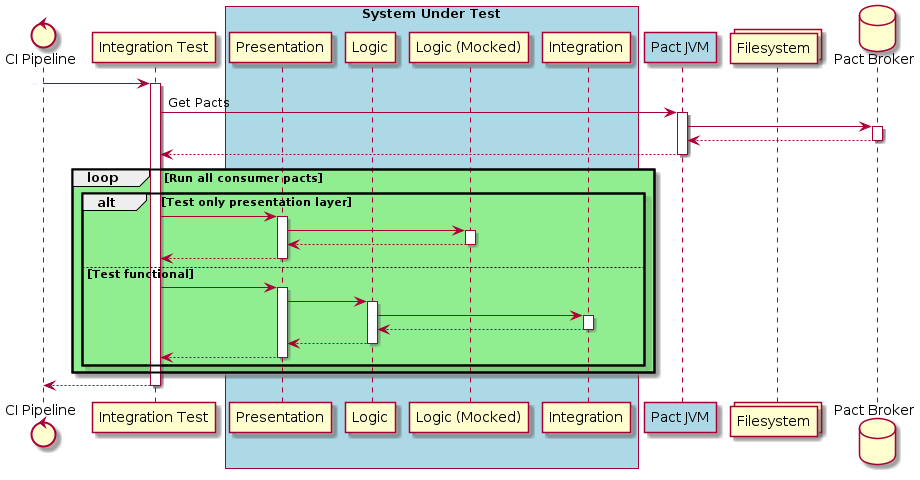 System Under Test
CI Pipeline
Integration Test
Presentation
Logic
Logic (Mocked)
Integration
Pact JVM
Filesystem
Pact Broker
Get Pacts
loop
[Run all consumer pacts]
alt
[Test only presentation layer]
[Test functional]
CI Pipeline
Integration Test
Presentation
Logic
Logic (Mocked)
Integration
Pact JVM
Filesystem
Pact Broker